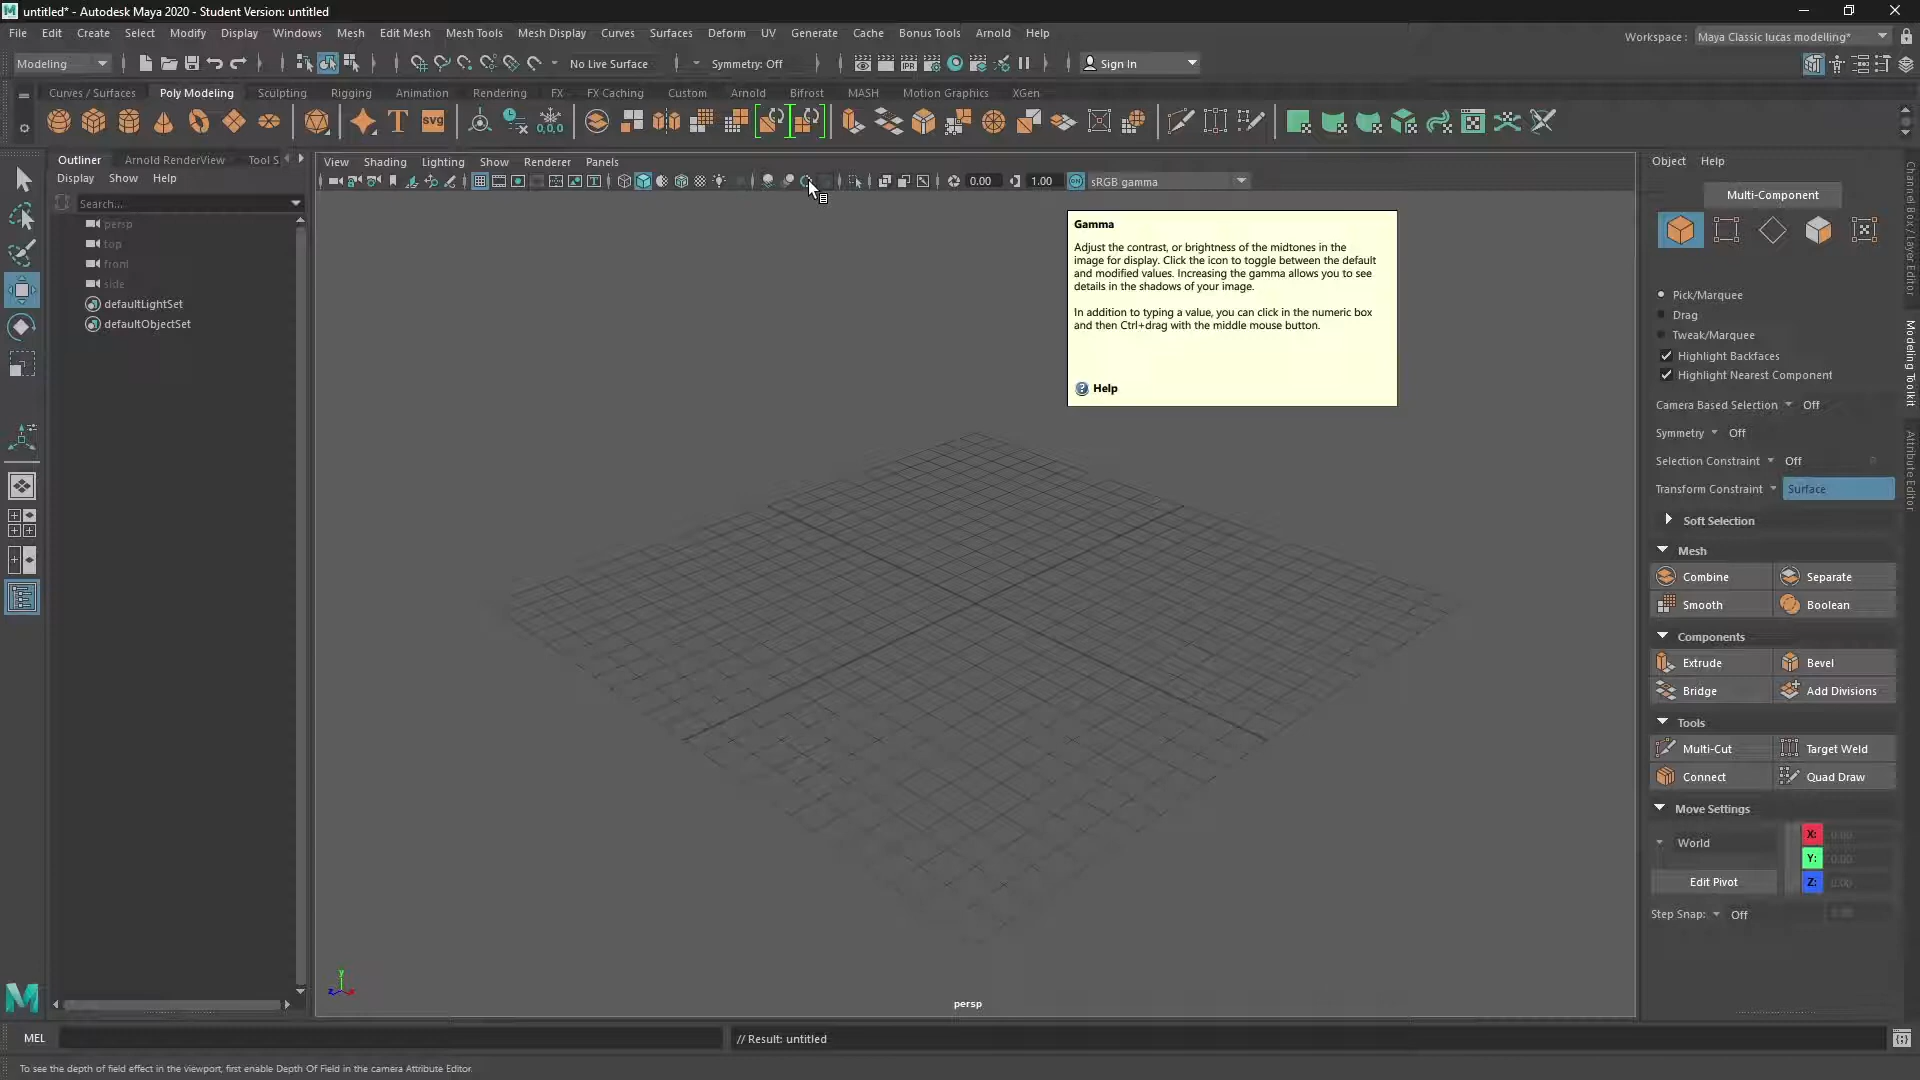 untitled* - Autodesk Maya 2020 - Student Version: untitled
File Edit Create Select Modify Display Windows Mesh Edit Mesh Mesh Tools Mesh Display Curves Surfaces Deform UV Generate Cache Bonus Tools Arnold Help
Workspace : Maya Classic lucas modelling*
Modeling No Live Surface Symmetry: Off Sign In
Curves / Surfaces Poly Modeling Sculpting Rigging Animation Rendering FX FX Caching Custom Arnold Bifrost MASH Motion Graphics XGen
T SVG 0,0,0
Outliner Arnold RenderView Tool S
View Shading Lighting Show Renderer Panels
Object Help
Display Show Help
0.00 1.00 ON sRGB gamma
Multi-Component
Search...
persp
top
front
side
defaultLightSet
defaultObjectSet
Gamma
Adjust the contrast, or brightness of the midtones in the
image for display. Click the icon to toggle between the default
and modified values. Increasing the gamma allows you to see
details in the shadows of your image.
In addition to typing a value, you can click in the numeric box
and then Ctrl+drag with the middle mouse button.
Help
Pick/Marquee
Drag
Tweak/Marquee
Highlight Backfaces
Highlight Nearest Component
Camera Based Selection Off
Symmetry Off
Selection Constraint Off
Transform Constraint Surface
Soft Selection
Mesh
Combine Separate
Smooth Boolean
Components
Extrude Bevel
Bridge Add Divisions
Tools
Multi-Cut Target Weld
Connect Quad Draw
Move Settings
World
X: 0.00
Y: 0.00
Z: 0.00
Edit Pivot
Step Snap: Off
Channel Box / Layer Editor
Modeling Toolkit
Attribute Editor
y
z x
persp
M
MEL // Result: untitled
To see the depth of field effect in the viewport, first enable Depth Of Field in the camera Attribute Editor.